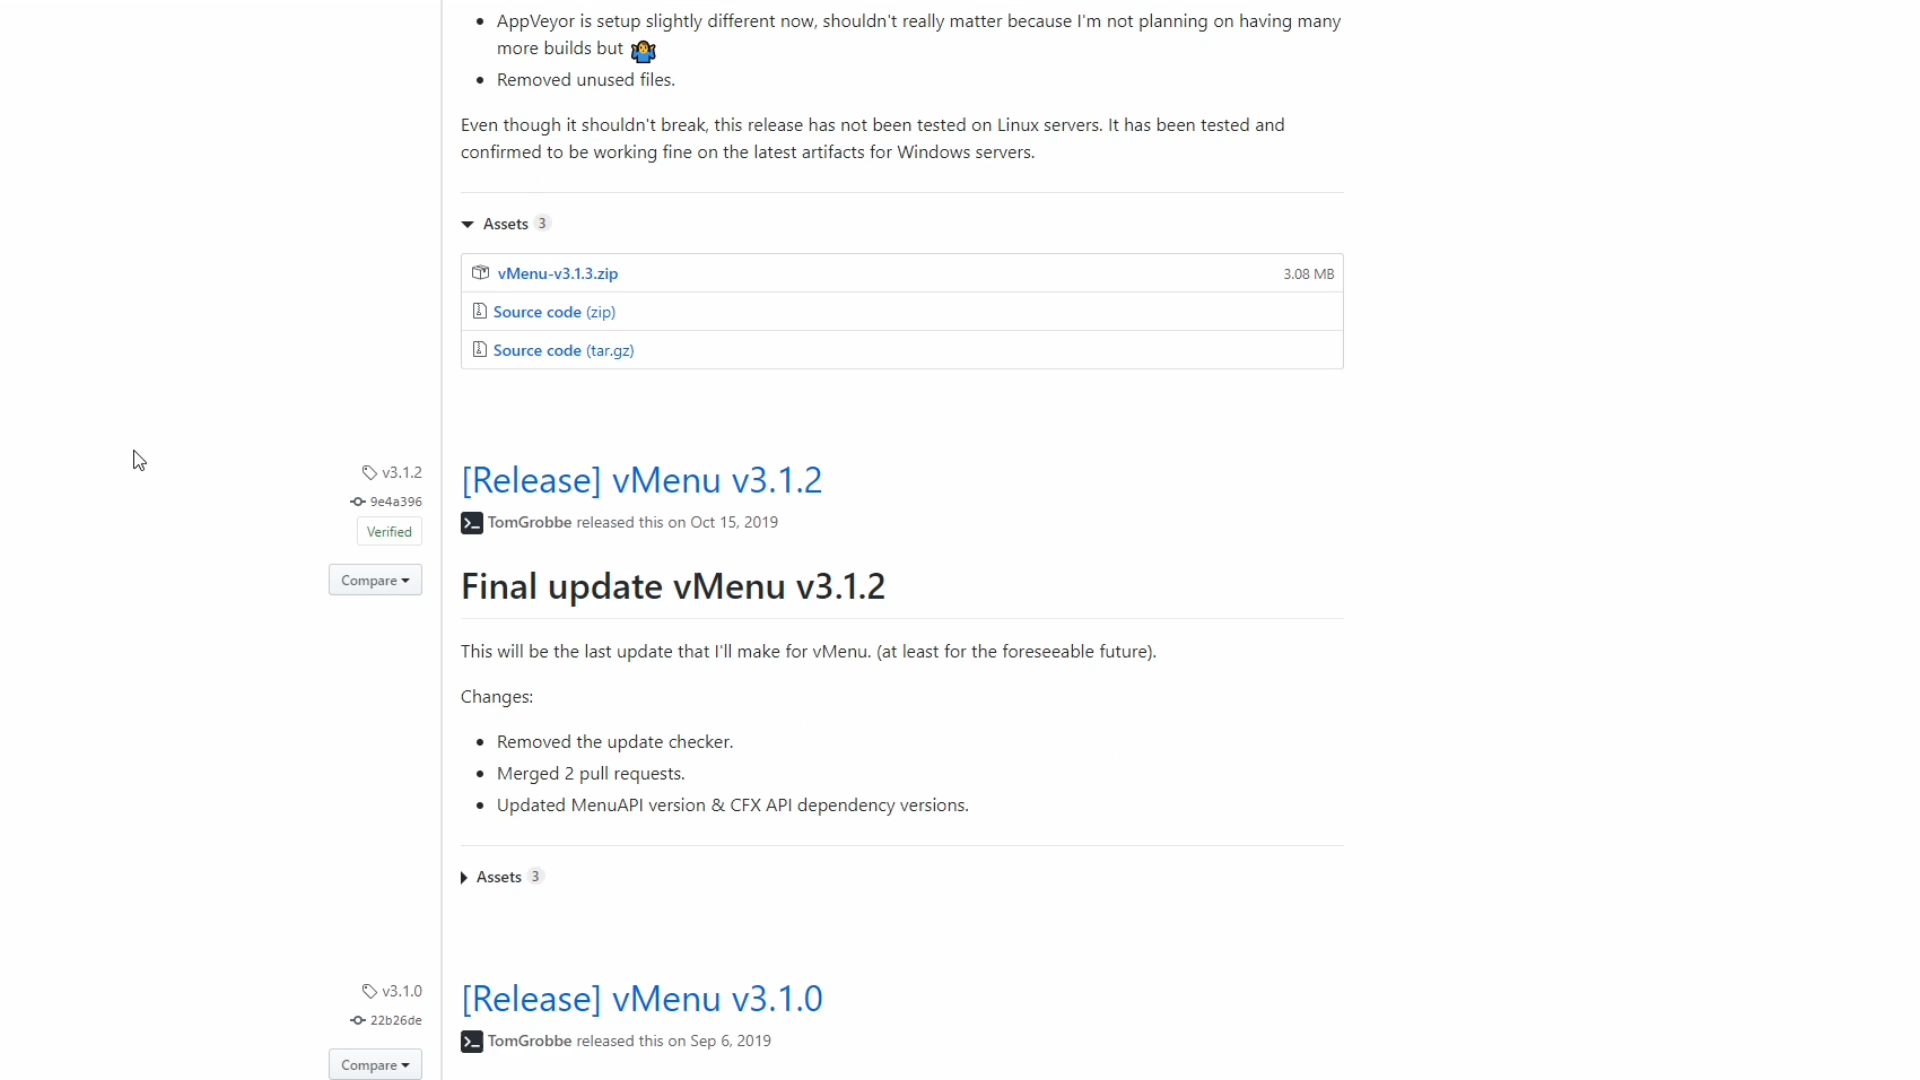 AppVeyor is setup slightly different now, shouldn't really matter because I'm not planning on having many
more builds but 🤷‍♂️
Removed unused files.
Even though it shouldn't break, this release has not been tested on Linux servers. It has been tested and
confirmed to be working fine on the latest artifacts for Windows servers.
Assets 3
vMenu-v3.1.3.zip 3.08 MB
Source code (zip)
Source code (tar.gz)
v3.1.2
9e4a396
Verified
Compare
[Release] vMenu v3.1.2
TomGrobbe released this on Oct 15, 2019
Final update vMenu v3.1.2
This will be the last update that I'll make for vMenu. (at least for the foreseeable future).
Changes:
Removed the update checker.
Merged 2 pull requests.
Updated MenuAPI version & CFX API dependency versions.
Assets 3
v3.1.0
22b26de
Compare
[Release] vMenu v3.1.0
TomGrobbe released this on Sep 6, 2019